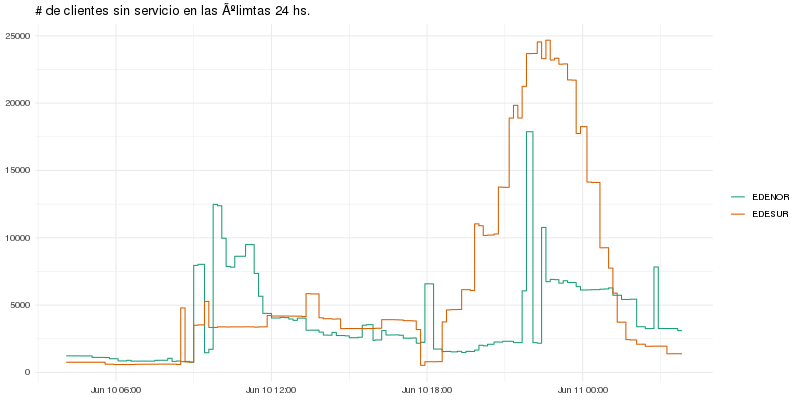 # de clientes sin servicio en las Ãºlimtas 24 hs.
25000
20000
15000
10000
5000
0
Jun 10 06:00 Jun 10 12:00 Jun 10 18:00 Jun 11 00:00
EDENOR
EDESUR